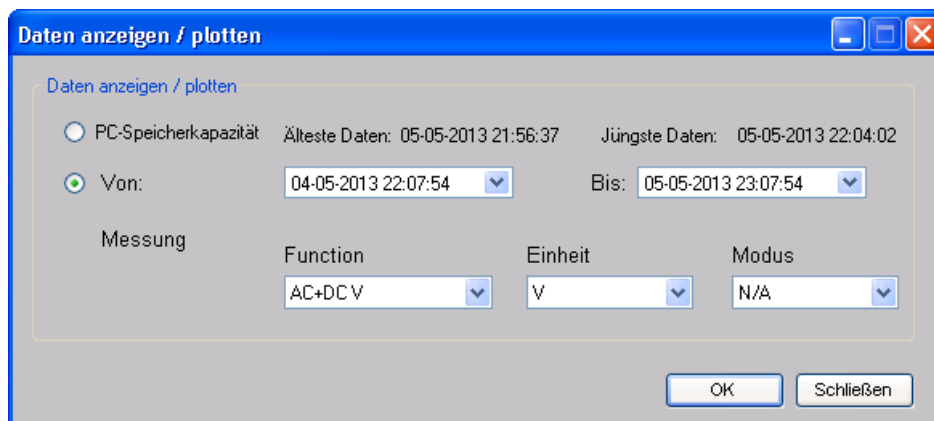 Daten anzeigen / plotten
Daten anzeigen / plotten
PC-Speicherkapazität Älteste Daten: 05-05-2013 21:56:37 Jüngste Daten: 05-05-2013 22:04:02
Von: 04-05-2013 22:07:54 Bis: 05-05-2013 23:07:54
Messung
Function Einheit Modus
AC+DC V V N/A
OK Schließen